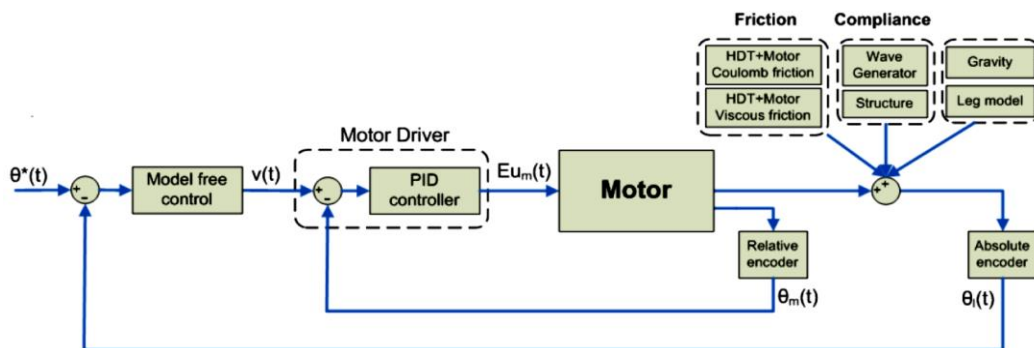 Friction
Compliance
HDT+Motor
Coulomb friction
HDT+Motor
Viscous friction
Wave
Generator
Structure
Gravity
Leg model
Motor Driver
θ*(t)
+
-
Model free
control
v(t)
+
-
PID
controller
Euₘ(t)
Motor
+
+
Relative
encoder
Absolute
encoder
θₘ(t)
θₗ(t)